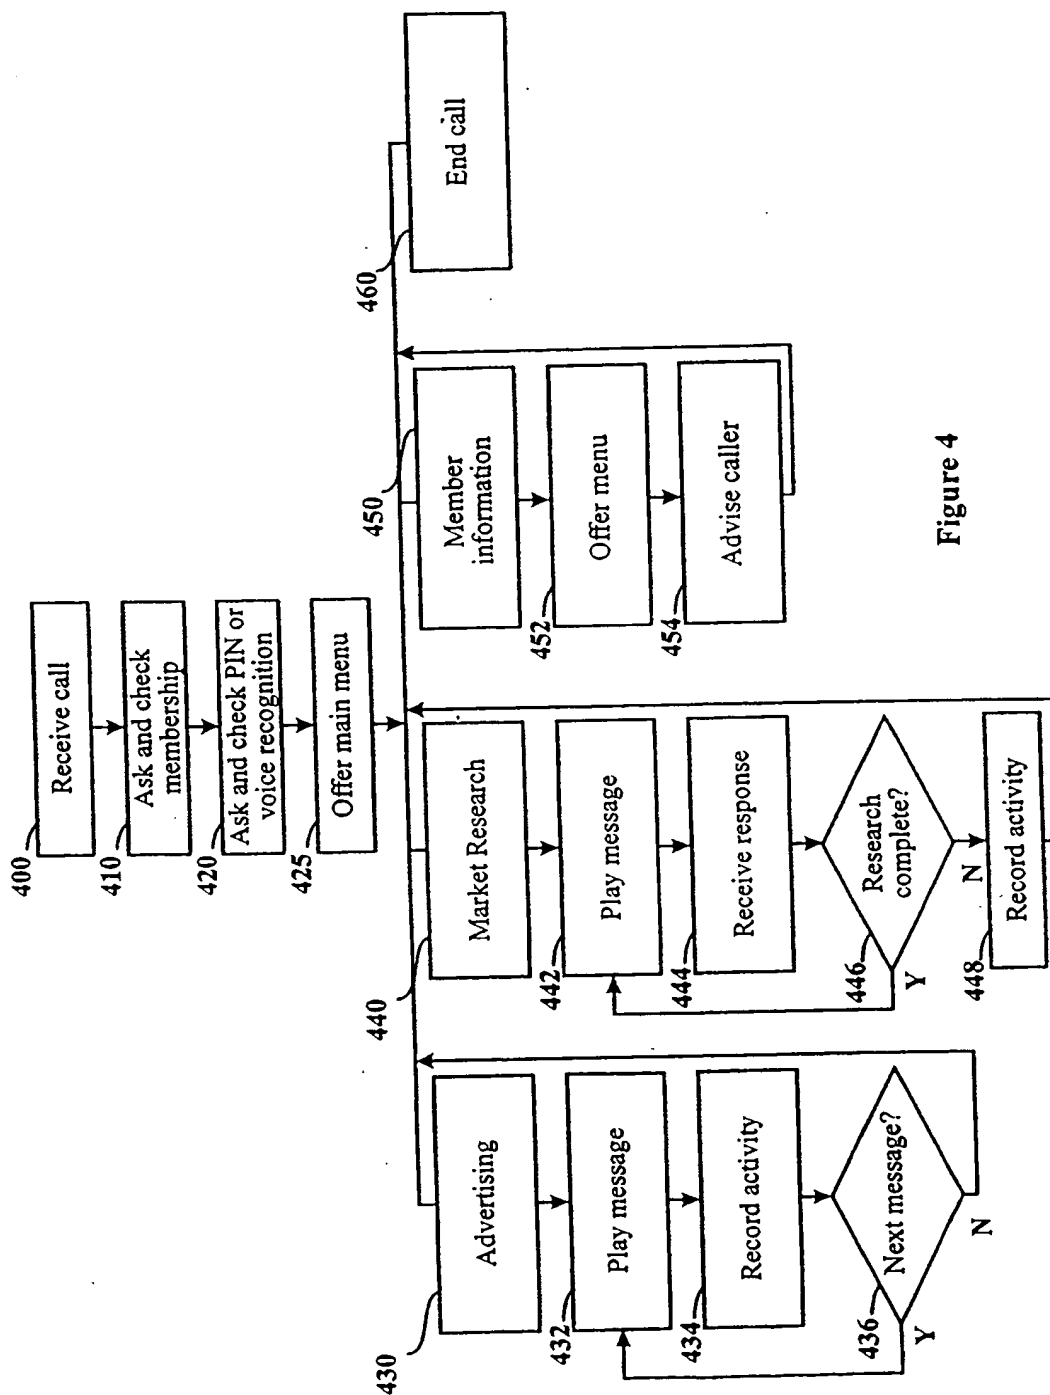 400
Receive call
410
Ask and check
membership
420
Ask and check PIN or
voice recognition
425
Offer main menu
430
Advertising
432
Play message
434
Record activity
436
Next message?
Y
N
440
Market Research
442
Play message
444
Receive response
446
Research
complete?
Y
N
448
Record activity
450
Member
information
452
Offer menu
454
Advise caller
460
End call
Figure 4